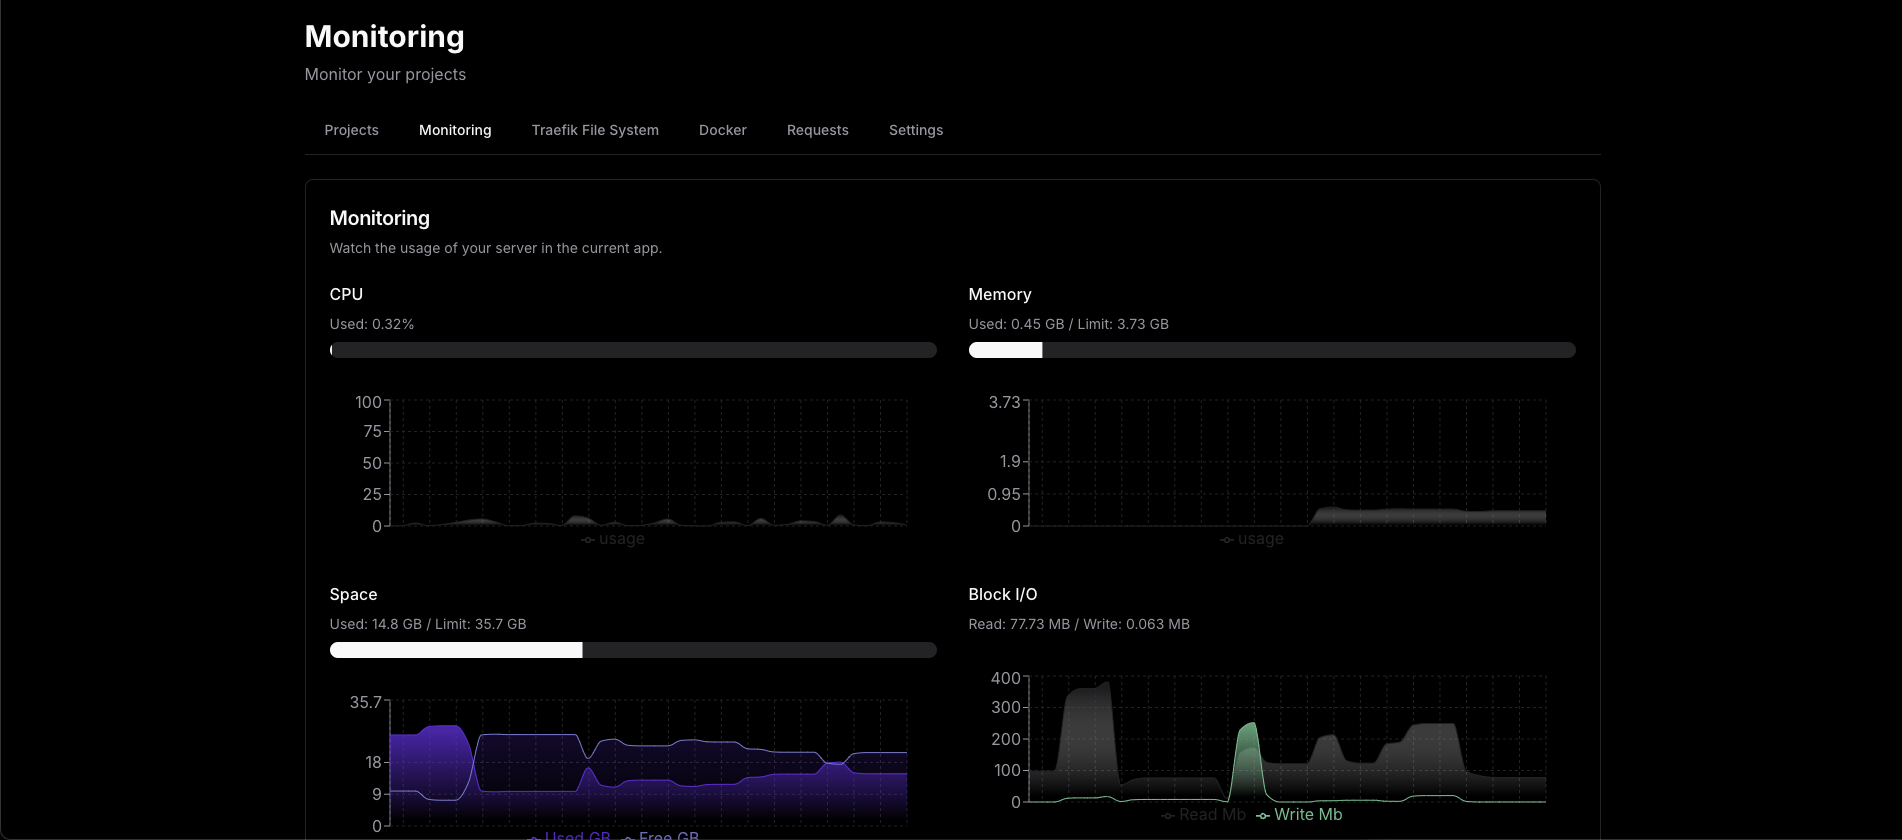 Monitoring
Monitor your projects
Projects Monitoring Traefik File System Docker Requests Settings
Monitoring
Watch the usage of your server in the current app.
CPU
Used: 0.32%
100
75
50
25
0
usage
Memory
Used: 0.45 GB / Limit: 3.73 GB
3.73
1.9
0.95
0
usage
Space
Used: 14.8 GB / Limit: 35.7 GB
35.7
18
9
0
Used GB Free GB
Block I/O
Read: 77.73 MB / Write: 0.063 MB
400
300
200
100
0
Read Mb Write Mb